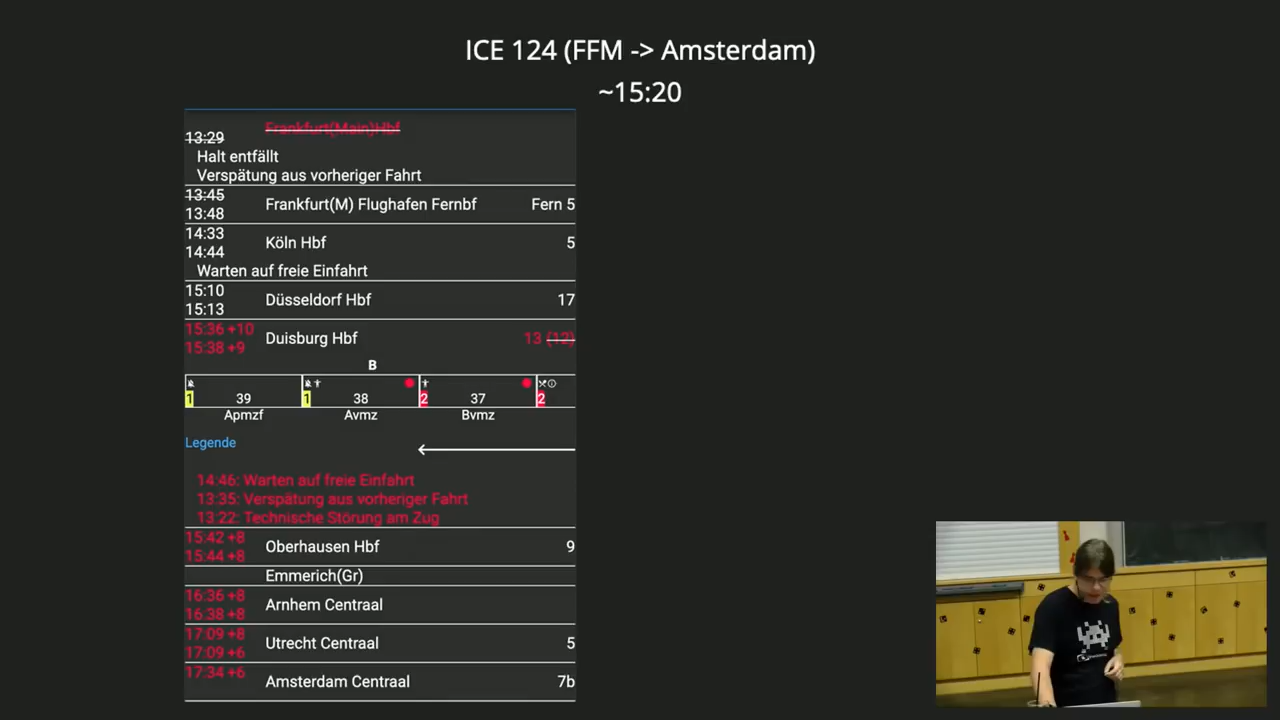 ICE 124 (FFM -> Amsterdam)
~15:20
Frankfurt(Main)Hbf
13:29
Halt entfällt
Verspätung aus vorheriger Fahrt
13:45
13:48
Frankfurt(M) Flughafen Fernbf
Fern 5
14:33
14:44
Köln Hbf
5
Warten auf freie Einfahrt
15:10
15:13
Düsseldorf Hbf
17
15:36 +10
15:38 +9
Duisburg Hbf
13 (12)
B
1 39
1 38
2 37
2
Apmzf
Avmz
Bvmz
Legende
14:46: Warten auf freie Einfahrt
13:35: Verspätung aus vorheriger Fahrt
13:22: Technische Störung am Zug
15:42 +8
15:44 +8
Oberhausen Hbf
9
Emmerich(Gr)
16:36 +8
16:38 +8
Arnhem Centraal
17:09 +8
17:09 +6
Utrecht Centraal
5
17:34 +6
Amsterdam Centraal
7b